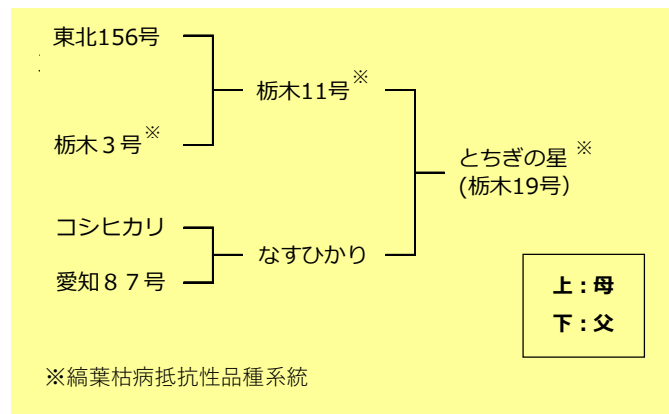 東北156号
栃木11号※
栃木３号※
とちぎの星※
(栃木19号）
コシヒカリ
なすひかり
愛知８７号
上：母
下：父
※縞葉枯病抵抗性品種系統